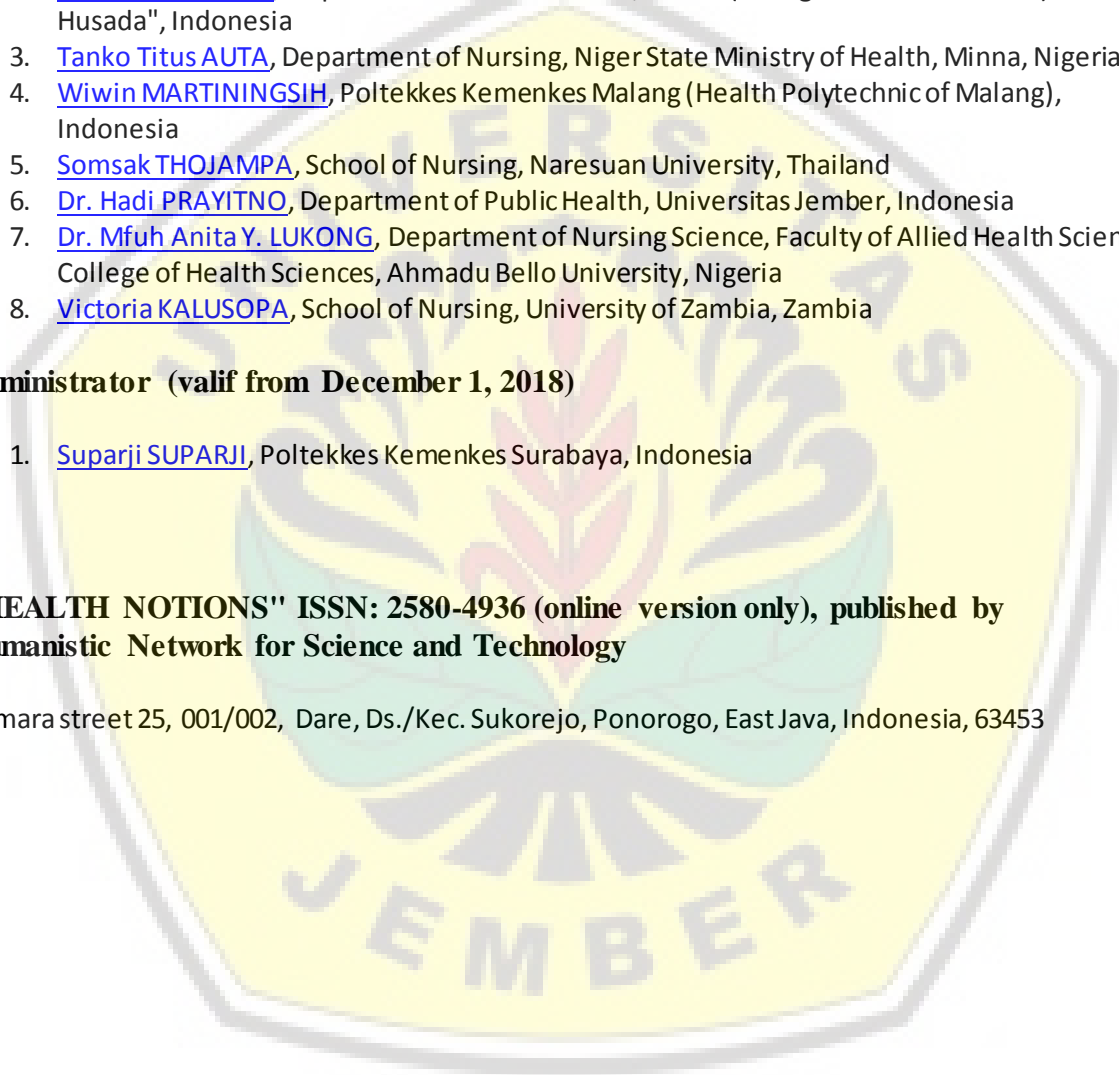 Husada", Indonesia
3. Tanko Titus AUTA, Department of Nursing, Niger State Ministry of Health, Minna, Nigeria
4. Wiwin MARTININGSIH, Poltekkes Kemenkes Malang (Health Polytechnic of Malang),
Indonesia
5. Somsak THOJAMPA, School of Nursing, Naresuan University, Thailand
6. Dr. Hadi PRAYITNO, Department of Public Health, Universitas Jember, Indonesia
7. Dr. Mfuh Anita Y. LUKONG, Department of Nursing Science, Faculty of Allied Health Scien
College of Health Sciences, Ahmadu Bello University, Nigeria
8. Victoria KALUSOPA, School of Nursing, University of Zambia, Zambia
ministrator (valif from December 1, 2018)
1. Suparji SUPARJI, Poltekkes Kemenkes Surabaya, Indonesia
HEALTH NOTIONS" ISSN: 2580-4936 (online version only), published by
manistic Network for Science and Technology
mara street 25, 001/002, Dare, Ds./Kec. Sukorejo, Ponorogo, East Java, Indonesia, 63453
UNIVERSITAS
JEMBER